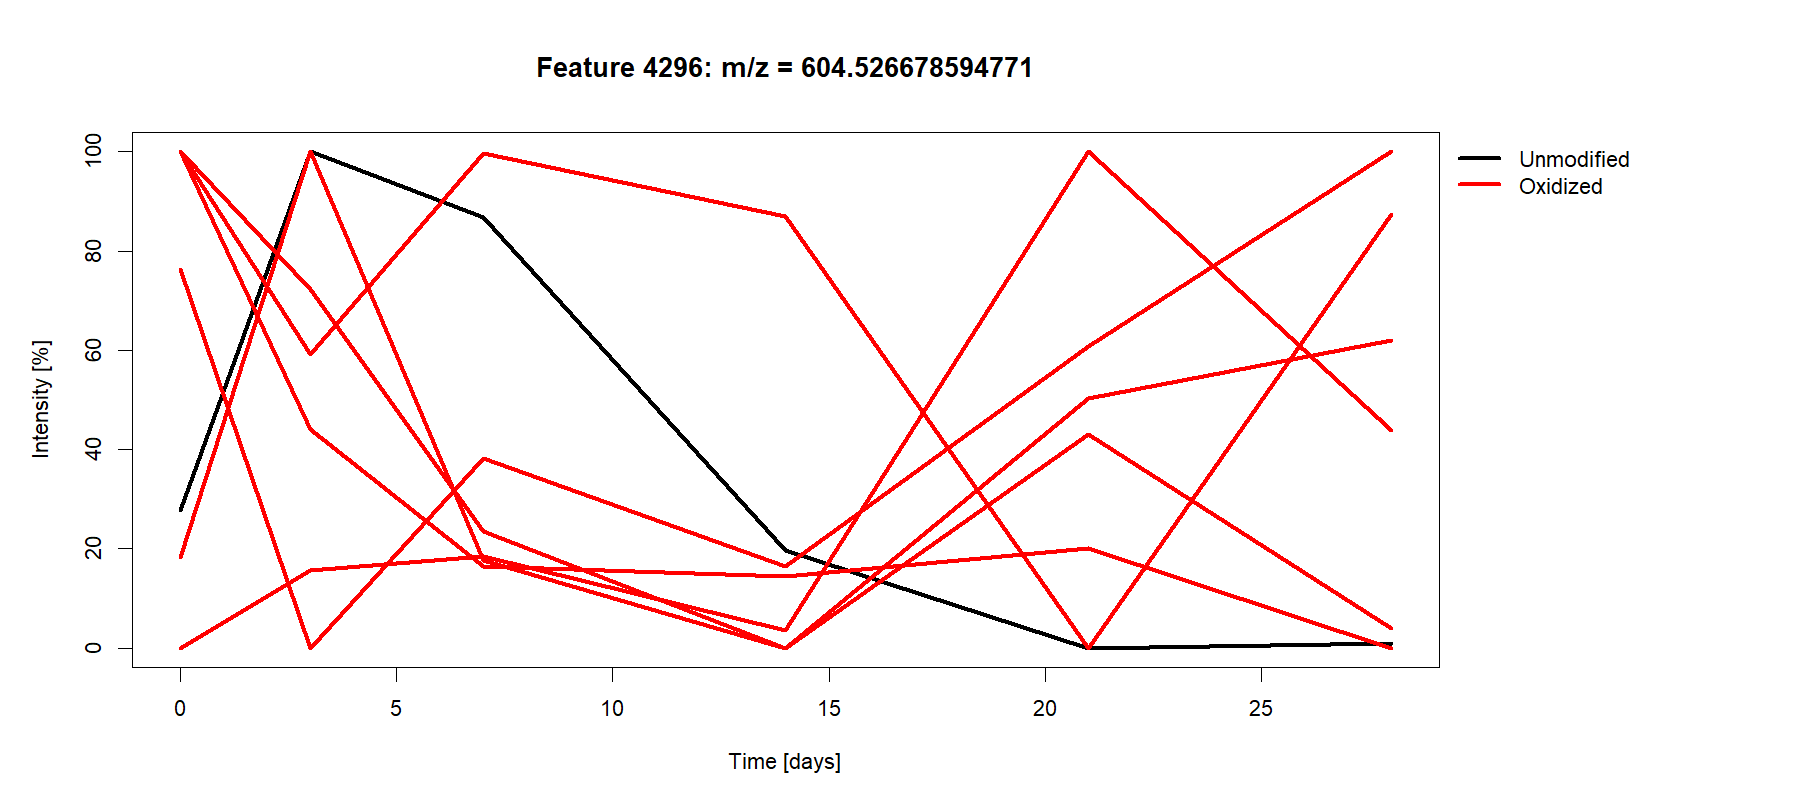 Feature 4296: m/z = 604.526678594771
Unmodified
Oxidized
Intensity [%]
100
80
60
40
20
0
0 5 10 15 20 25
Time [days]